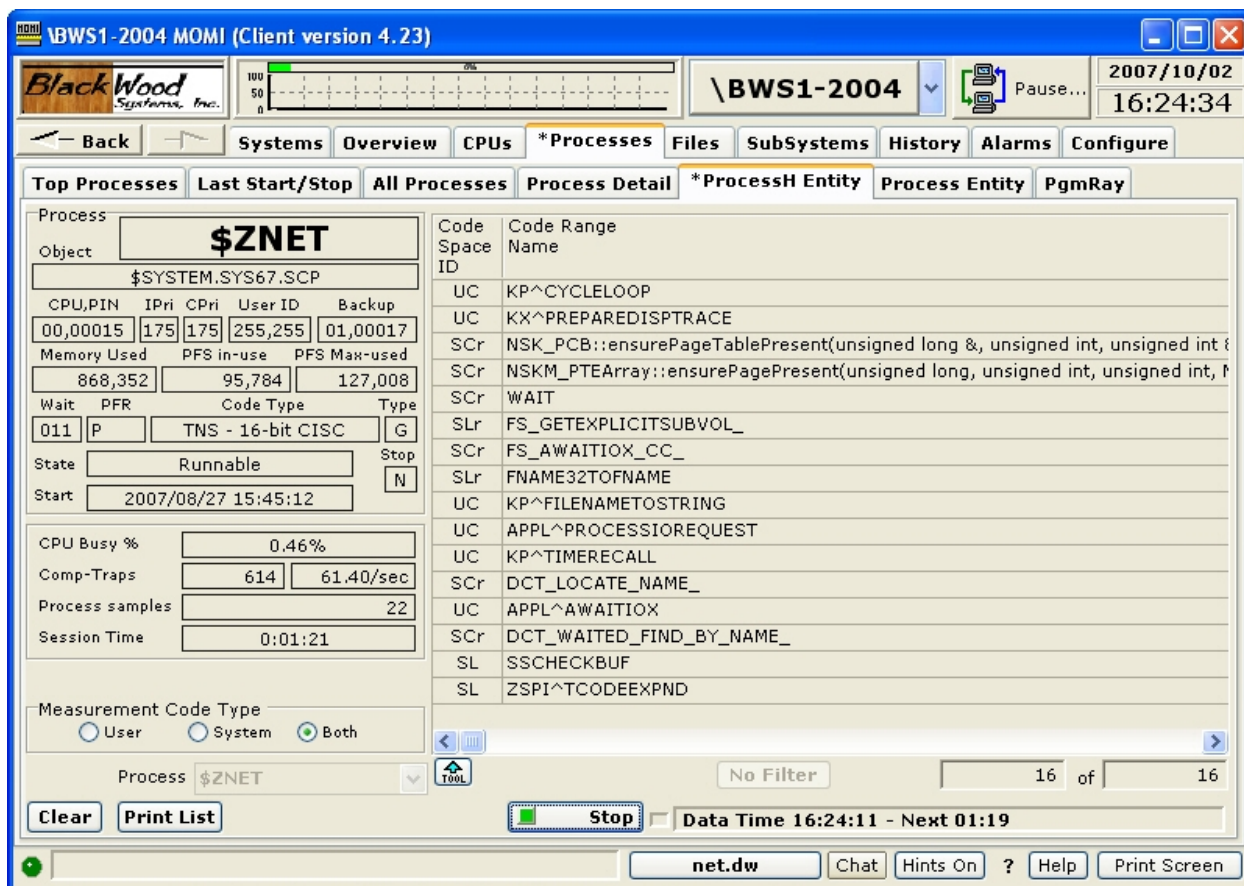 \BWS1-2004 MOMI (Client version 4.23)
BlackWood Systems, Inc.
100
50
0
0%
\BWS1-2004
Pause...
2007/10/02
16:24:34
Back
Systems Overview CPUs *Processes Files SubSystems History Alarms Configure
Top Processes Last Start/Stop All Processes Process Detail *ProcessH Entity Process Entity PgmRay
Process
Object $ZNET
$SYSTEM.SYS67.SCP
CPU,PIN IPri CPri User ID Backup
00,00015 175 175 255,255 01,00017
Memory Used PFS in-use PFS Max-used
868,352 95,784 127,008
Wait PFR Code Type Type
011 P TNS - 16-bit CISC G
State Runnable Stop
N
Start 2007/08/27 15:45:12
CPU Busy % 0.46%
Comp-Traps 614 61.40/sec
Process samples 22
Session Time 0:01:21
Measurement Code Type
User System Both
Process $ZNET
Clear Print List
Code Space ID Code Range Name
UC KP^CYCLELOOP
UC KX^PREPAREDISPTRACE
SCr NSK_PCB::ensurePageTablePresent(unsigned long &, unsigned int, unsigned int
SCr NSKM_PTEArray::ensurePagePresent(unsigned long, unsigned int, unsigned int,
SCr WAIT
SLr FS_GETEXPLICITSUBVOL_
SCr FS_AWAITIOX_CC_
SLr FNAME32TOFNAME
UC KP^FILENAMETOSTRING
UC APPL^PROCESSIOREQUEST
UC KP^TIMERECALL
SCr DCT_LOCATE_NAME_
UC APPL^AWAITIOX
SCr DCT_WAITED_FIND_BY_NAME_
SL SSCHECKBUF
SL ZSPI^TCODEEXPND
TOOL
No Filter 16 of 16
Stop Data Time 16:24:11 - Next 01:19
net.dw Chat Hints On ? Help Print Screen